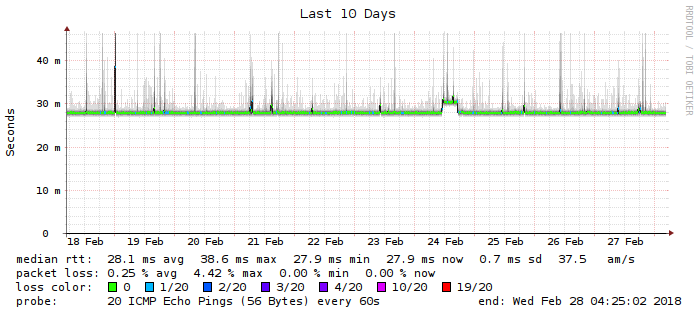 Last 10 Days
RRDTOOL / TOBI OETIKER
Seconds
40 m
30 m
20 m
10 m
0
18 Feb 19 Feb 20 Feb 21 Feb 22 Feb 23 Feb 24 Feb 25 Feb 26 Feb 27 Feb
median rtt: 28.1 ms avg 38.6 ms max 27.9 ms min 27.9 ms now 0.7 ms sd 37.5 am/s
packet loss: 0.25 % avg 4.42 % max 0.00 % min 0.00 % now
loss color: 0 1/20 2/20 3/20 4/20 10/20 19/20
probe: 20 ICMP Echo Pings (56 Bytes) every 60s end: Wed Feb 28 04:25:02 2018